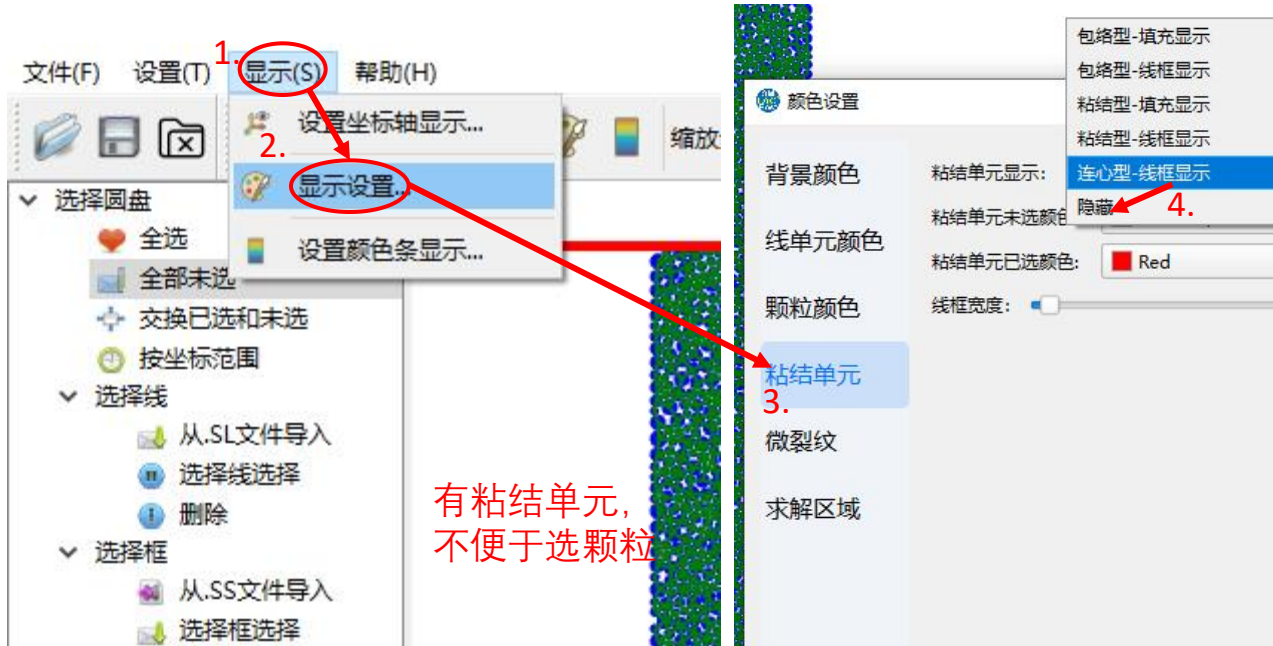 1.
文件(F) 设置(T) 显示(S) 帮助(H)
设置坐标轴显示...
缩放
2.
显示设置...
设置颜色条显示...
选择圆盘
全选
全部未选
交换已选和未选
按坐标范围
选择线
从.SL文件导入
选择线选择
删除
选择框
从.SS文件导入
选择框选择
有粘结单元,
不便于选颗粒
颜色设置
背景颜色
线单元颜色
颗粒颜色
粘结单元
3.
微裂纹
求解区域
粘结单元显示:
粘结单元未选颜色
粘结单元已选颜色: Red
线框宽度:
包络型-填充显示
包络型-线框显示
粘结型-填充显示
粘结型-线框显示
连心型-线框显示
隐藏
4.